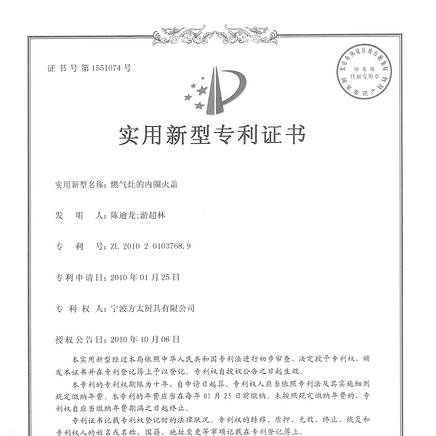 证书号第1551074号
实用新型专利证书
实用新型名称：燃气灶的内圈火盖
发 明 人：陈迪龙;游超林
专 利 号：ZL 2010 2 0103768.9
专利申请日：2010年01月25日
专 利 权 人：宁波方太厨具有限公司
授权公告日：2010年10月06日
本实用新型经过本局依照中华人民共和国专利法进行初步审查，决定授予专利权，颁
发本证书并在专利登记簿上予以登记。专利权自授权公告之日起生效。
本专利的专利权期限为十年，自申请日起算。专利权人应当依照专利法及其实施细则
规定缴纳年费。本专利的年费应当在每年01月25日前缴纳。未按照规定缴纳年费的，专
利权自应当缴纳年费期满之日起终止。
专利证书记载专利权登记时的法律状况。专利权的转移、质押、无效、终止、恢复和
专利权人的姓名或名称、国籍、地址变更等事项记载在专利登记簿上。